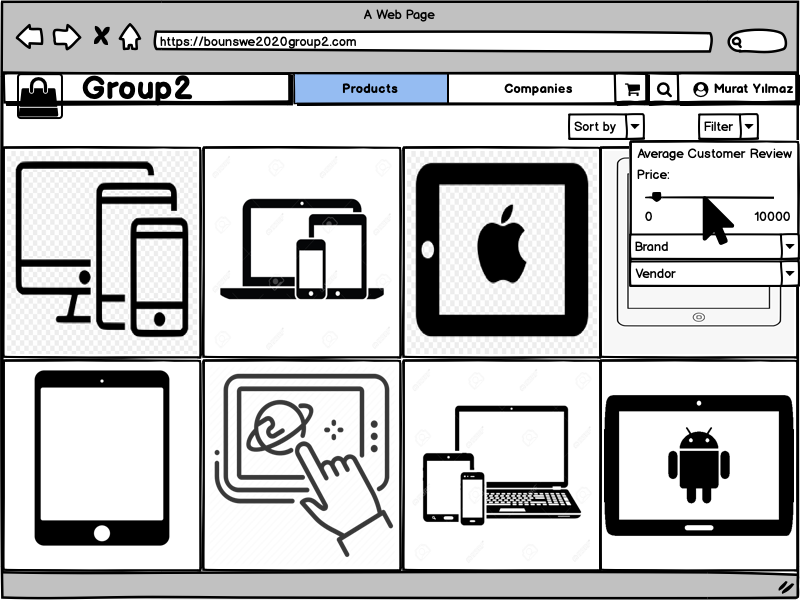 A Web Page
https://bounswe2020group2.com
Group2
Products
Companies
Murat Yılmaz
Sort by
Filter
Average Customer Review
Price:
0
10000
Brand
Vendor